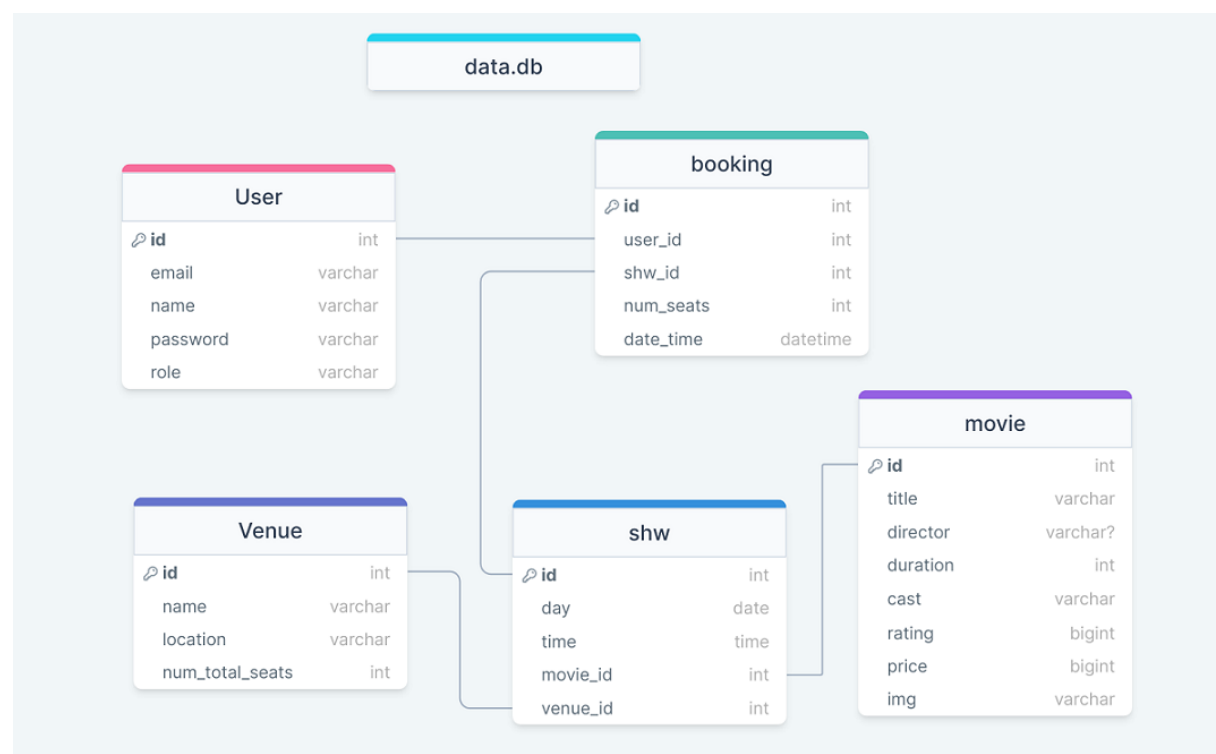 data.db
User
id int
email varchar
name varchar
password varchar
role varchar
booking
id int
user_id int
shw_id int
num_seats int
date_time datetime
Venue
id int
name varchar
location varchar
num_total_seats int
shw
id int
day date
time time
movie_id int
venue_id int
movie
id int
title varchar
director varchar?
duration int
cast varchar
rating bigint
price bigint
img varchar